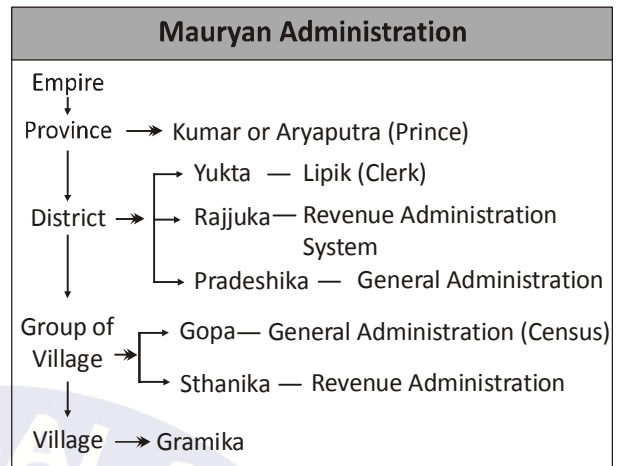 Mauryan Administration
Empire
Province Kumar or Aryaputra (Prince)
Yukta — Lipik (Clerk)
District Rajjuka — Revenue Administration
System
Pradeshika — General Administration
Group of
Village
Gopa — General Administration (Census)
Sthanika — Revenue Administration
Village Gramika